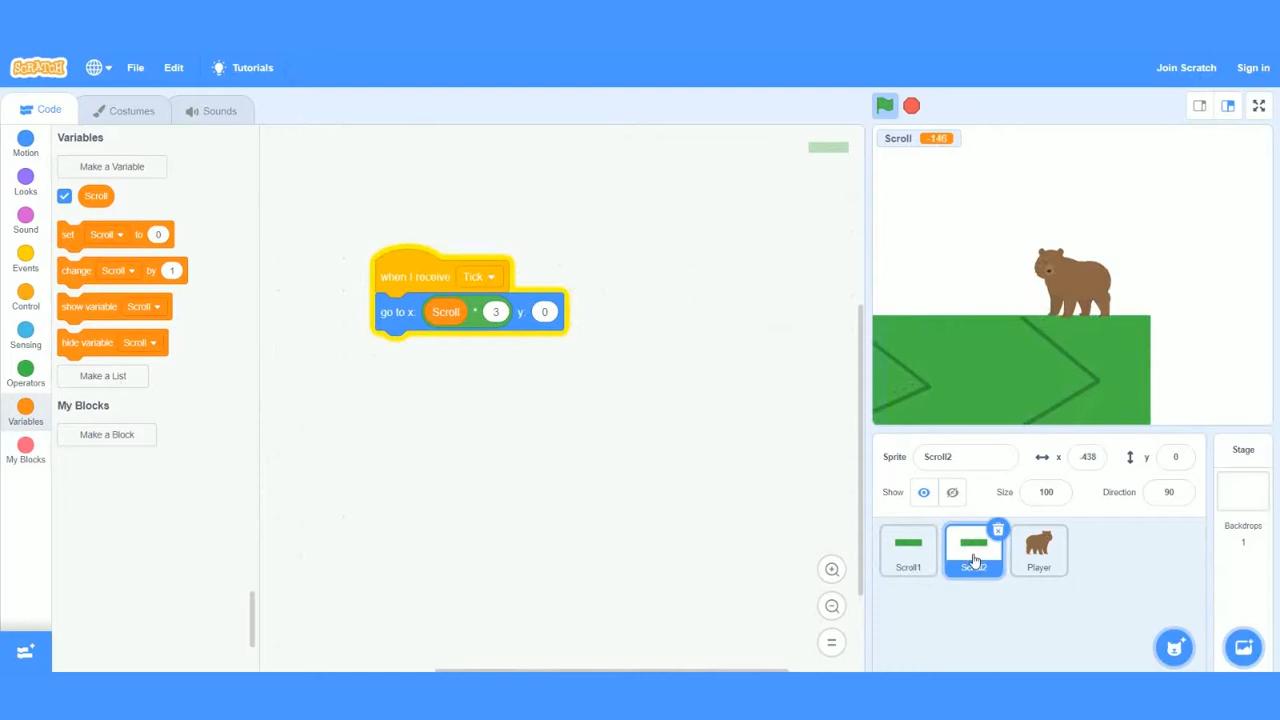 SCRATCH
File
Edit
Tutorials
Join Scratch
Sign in
Code
Costumes
Sounds
Motion
Looks
Sound
Events
Control
Sensing
Operators
Variables
My Blocks
Variables
Make a Variable
Scroll
set Scroll to 0
change Scroll by 1
show variable Scroll
hide variable Scroll
Make a List
My Blocks
Make a Block
when I receive Tick
go to x: Scroll * 3 y: 0
Scroll -146
Sprite Scroll2 x -438 y 0
Show Size 100 Direction 90
Scroll1
Player
Stage
Backdrops
1